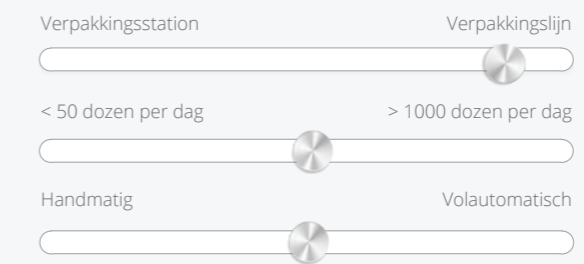 Verpakkingsstation Verpakkingslijn
< 50 dozen per dag > 1000 dozen per dag
Handmatig Volautomatisch